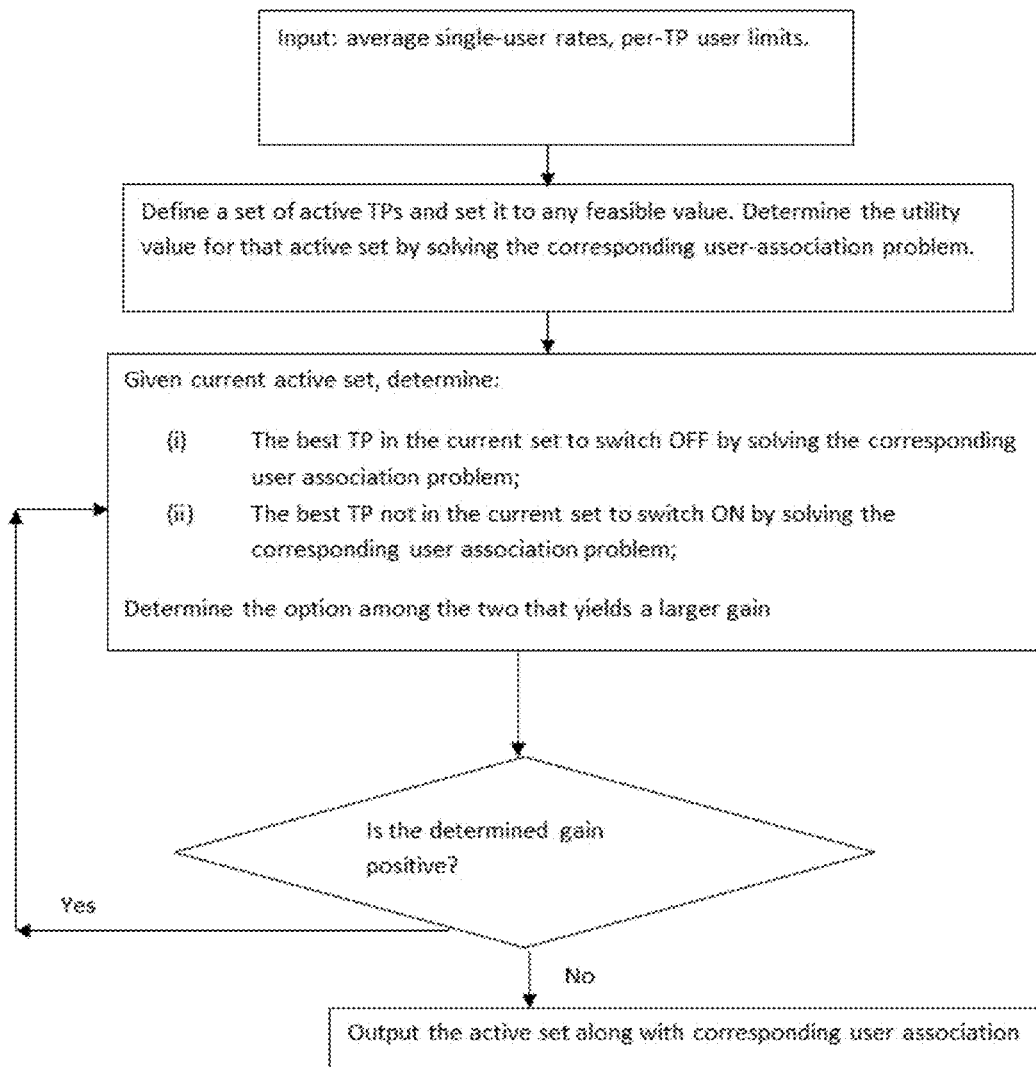 Input: average single-user rates, per-TP user limits.
Define a set of active TPs and set it to any feasible value. Determine the utility
value for that active set by solving the corresponding user-association problem.
Given current active set, determine:
(i) The best TP in the current set to switch OFF by solving the corresponding
user association problem;
(ii) The best TP not in the current set to switch ON by solving the
corresponding user association problem;
Determine the option among the two that yields a larger gain
Is the determined gain
positive?
Yes
No
Output the active set along with corresponding user association